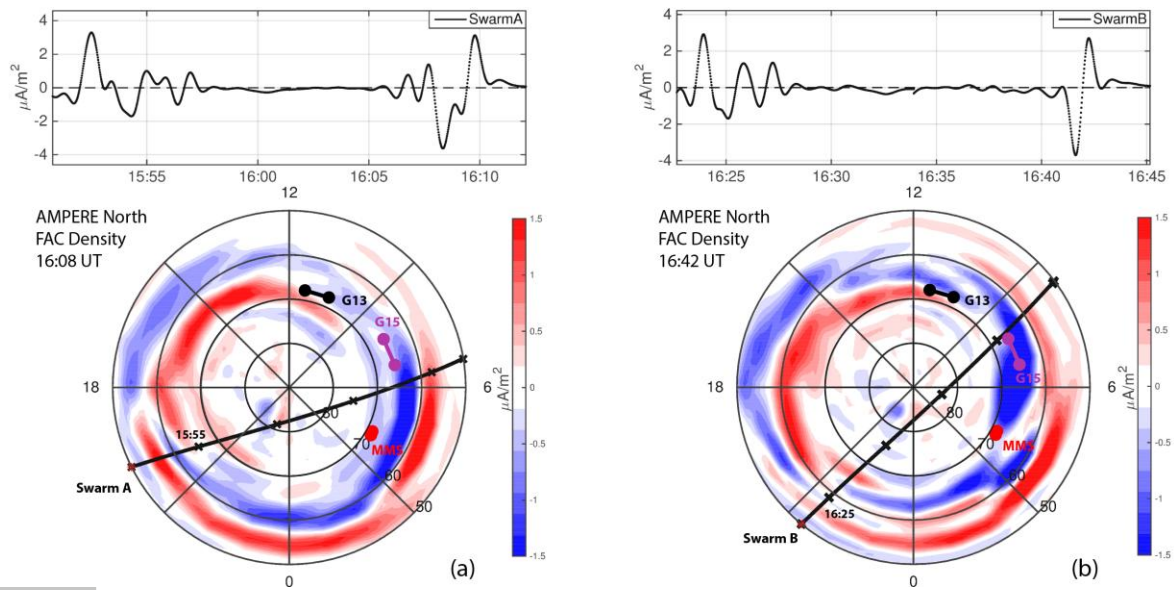 SwarmA
4
2
0
-2
-4
μA/m2
15:55
16:00
16:05
16:10
12
AMPERE North
FAC Density
16:08 UT
1.5
1
0.5
0
-0.5
-1
-1.5
μA/m2
G13
G15
18
6
15:55
80
70
MMS
60
50
Swarm A
0
(a)
SwarmB
4
2
0
-2
-4
μA/m2
16:25
16:30
16:35
16:40
16:45
12
AMPERE North
FAC Density
16:42 UT
1.5
1
0.5
0
-0.5
-1
-1.5
μA/m2
G13
G15
18
6
80
70
MMS
60
50
16:25
Swarm B
0
(b)